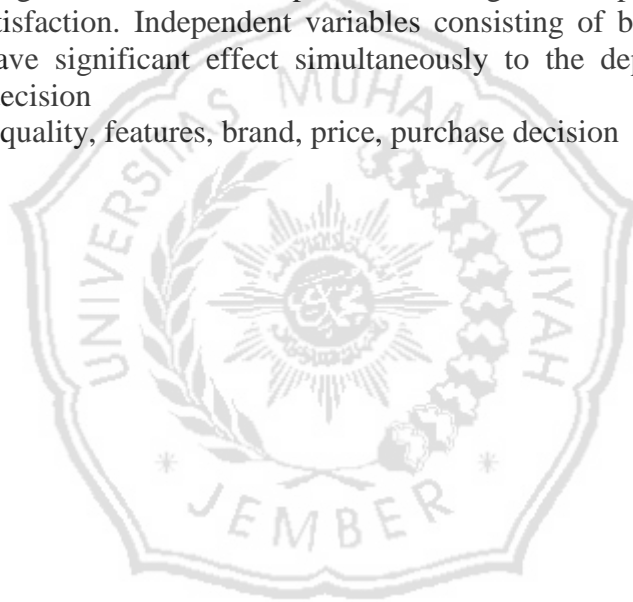 tisfaction. Independent variables consisting of b
ave significant effect simultaneously to the dep
ecision
quality, features, brand, price, purchase decision
UNIVERSITAS MUHAMMADIYAH
JEMBER